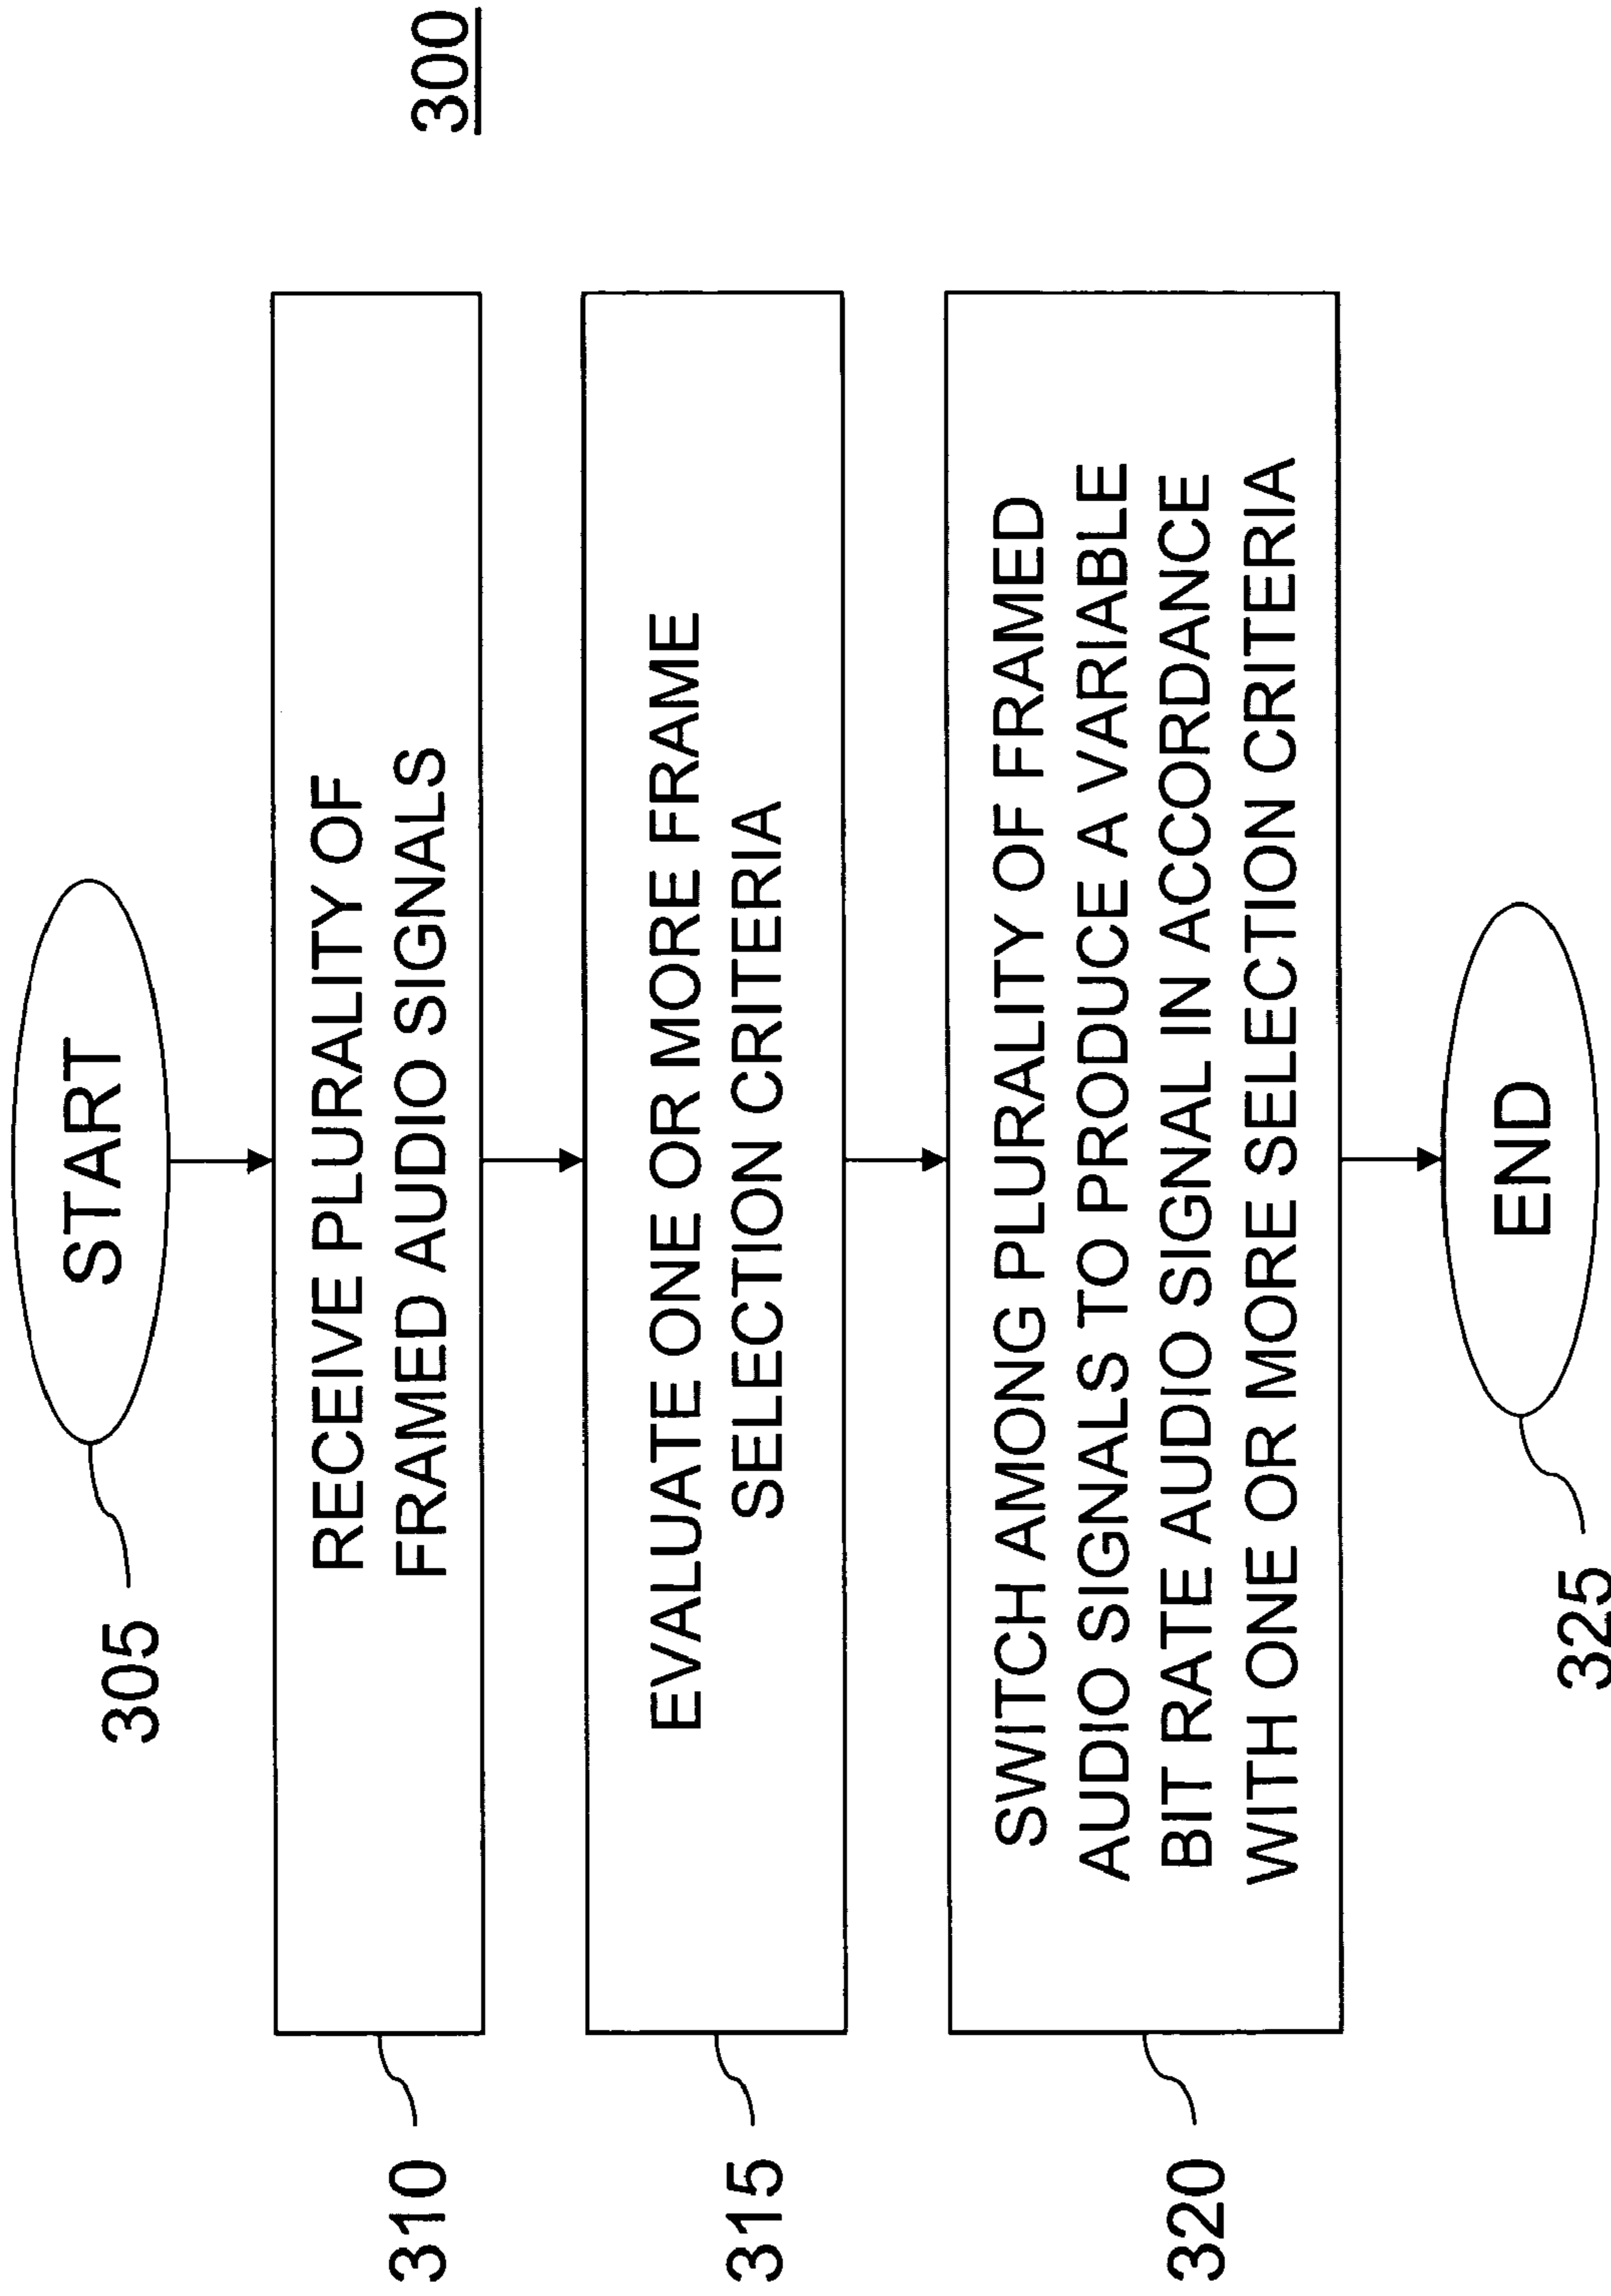 300
START
305
RECEIVE PLURALITY OF
FRAMED AUDIO SIGNALS
310
EVALUATE ONE OR MORE FRAME
SELECTION CRITERIA
315
SWITCH AMONG PLURALITY OF FRAMED
AUDIO SIGNALS TO PRODUCE A VARIABLE
BIT RATE AUDIO SIGNAL IN ACCORDANCE
WITH ONE OR MORE SELECTION CRITERIA
320
END
325